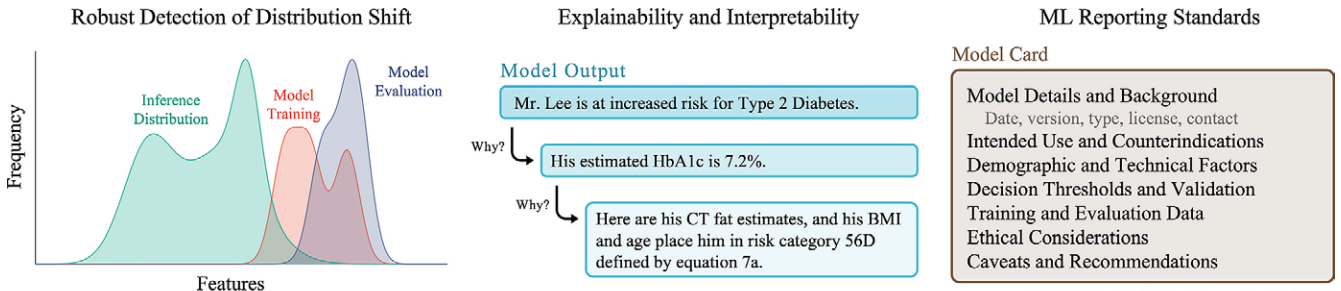 Robust Detection of Distribution Shift
Frequency
Inference
Distribution
Model
Training
Model
Evaluation
Features
Explainability and Interpretability
Model Output
Mr. Lee is at increased risk for Type 2 Diabetes.
Why?
His estimated HbA1c is 7.2%.
Why?
Here are his CT fat estimates, and his BMI
and age place him in risk category 56D
defined by equation 7a.
ML Reporting Standards
Model Card
Model Details and Background
Date, version, type, license, contact
Intended Use and Counterindications
Demographic and Technical Factors
Decision Thresholds and Validation
Training and Evaluation Data
Ethical Considerations
Caveats and Recommendations